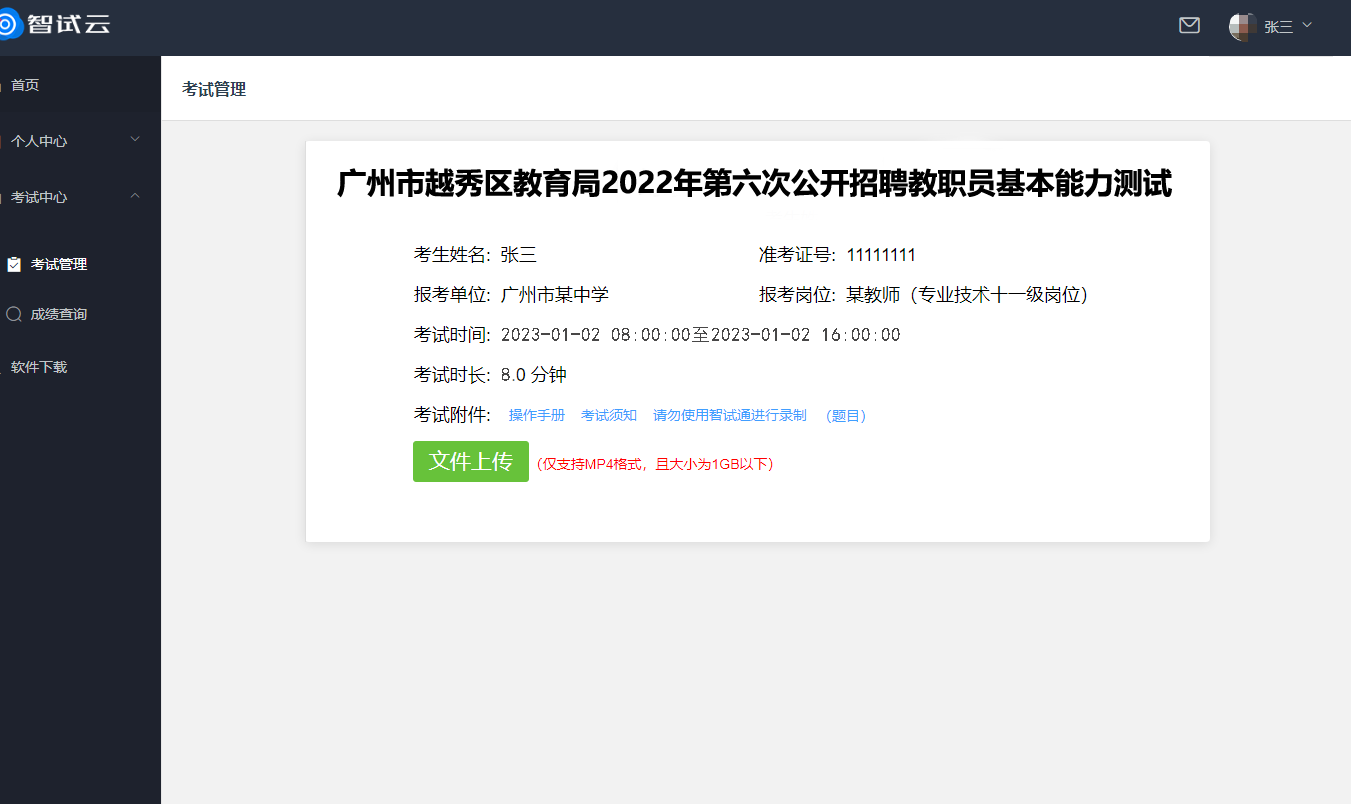 智试云
张三
首页
个人中心
考试中心
考试管理
成绩查询
软件下载
考试管理
广州市越秀区教育局2022年第六次公开招聘教职员基本能力测试
考生姓名: 张三
准考证号: 11111111
报考单位: 广州市某中学
报考岗位: 某教师（专业技术十一级岗位）
考试时间: 2023-01-02 08:00:00至2023-01-02 16:00:00
考试时长: 8.0 分钟
考试附件: 操作手册 考试须知 请勿使用智试通进行录制 （题目）
文件上传 （仅支持MP4格式，且大小为1GB以下）